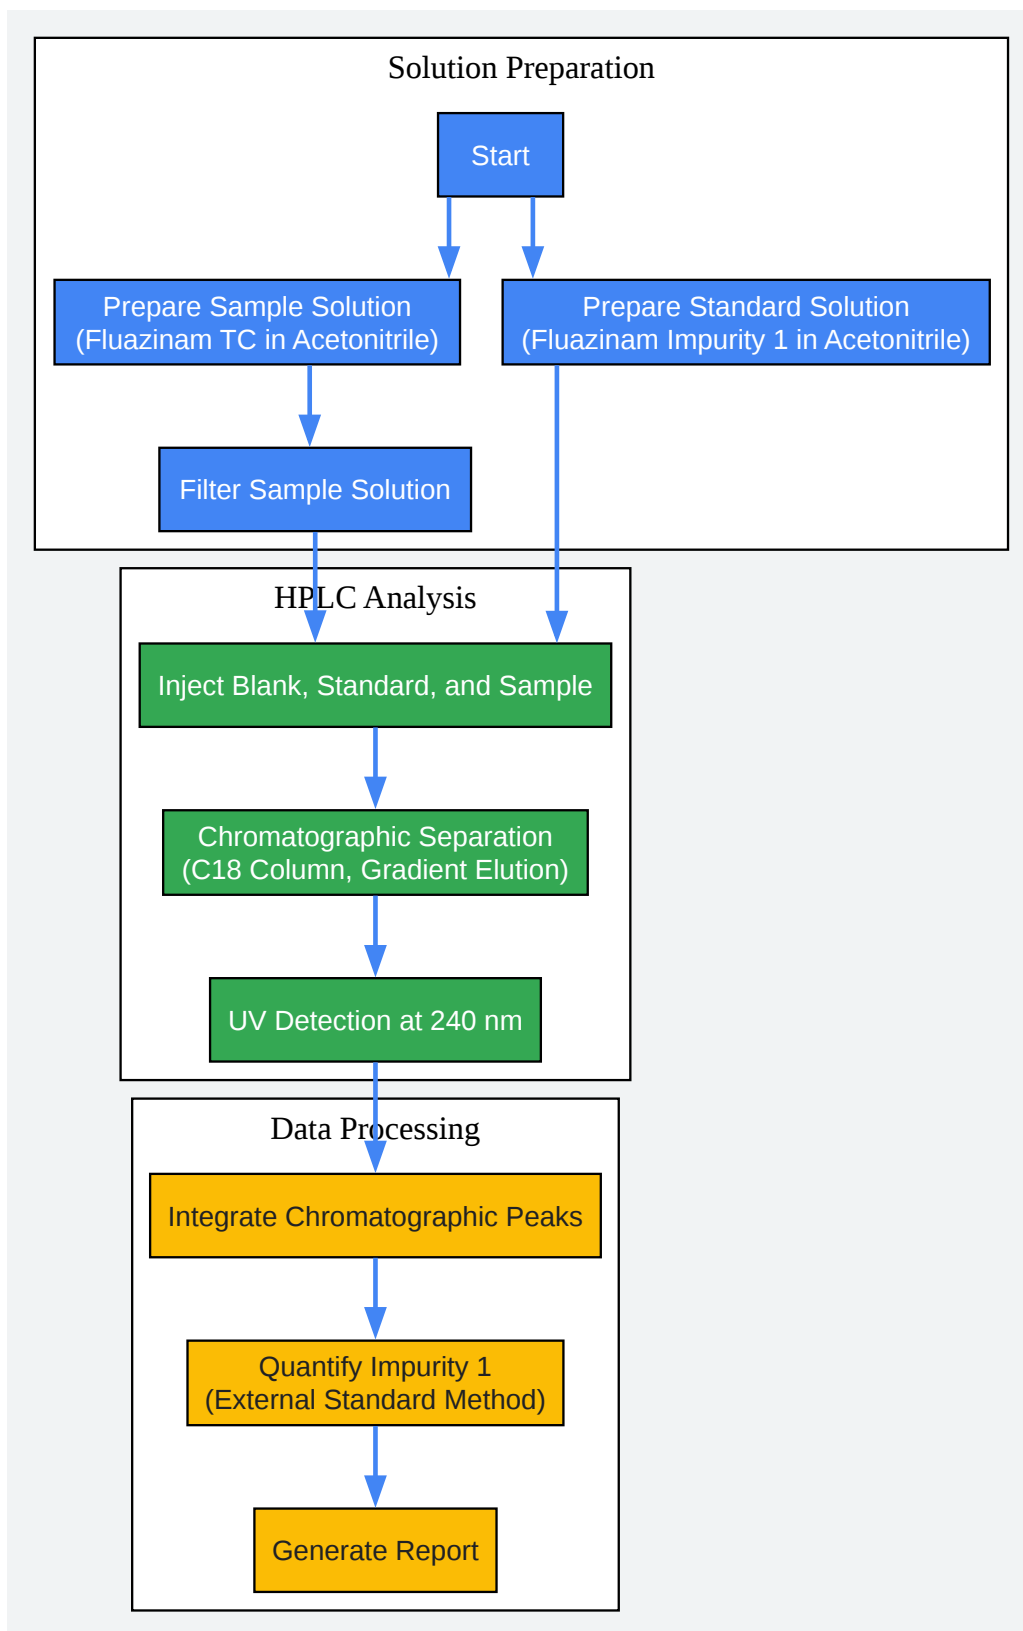 Solution Preparation
Start
Prepare Sample Solution
(Fluazinam TC in Acetonitrile)
Prepare Standard Solution
(Fluazinam Impurity 1 in Acetonitrile)
Filter Sample Solution
HPLC Analysis
Inject Blank, Standard, and Sample
Chromatographic Separation
(C18 Column, Gradient Elution)
UV Detection at 240 nm
Data Processing
Integrate Chromatographic Peaks
Quantify Impurity 1
(External Standard Method)
Generate Report